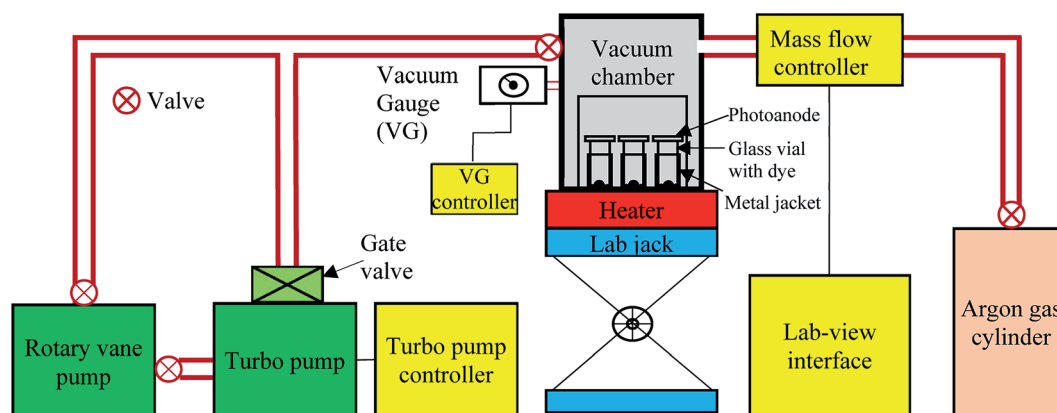 Valve
Vacuum
Gauge
(VG)
VG
controller
Vacuum
chamber
Mass flow
controller
Photoanode
Glass vial
with dye
Metal jacket
Heater
Lab jack
Gate
valve
Rotary vane
pump
Turbo pump
Turbo pump
controller
Lab-view
interface
Argon gas
cylinder